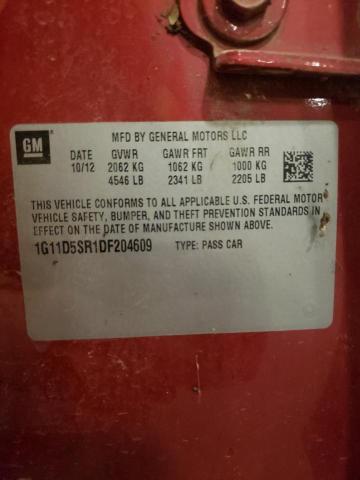 GM
MFD BY GENERAL MOTORS LLC
DATE GVWR GAWR FRT GAWR RR
10/12 2062 KG 1062 KG 1000 KG
4546 LB 2341 LB 2205 LB
THIS VEHICLE CONFORMS TO ALL APPLICABLE U.S. FEDERAL MOTOR
VEHICLE SAFETY, BUMPER, AND THEFT PREVENTION STANDARDS IN
EFFECT ON THE DATE OF MANUFACTURE SHOWN ABOVE.
1G11D5SR1DF204609 TYPE: PASS CAR